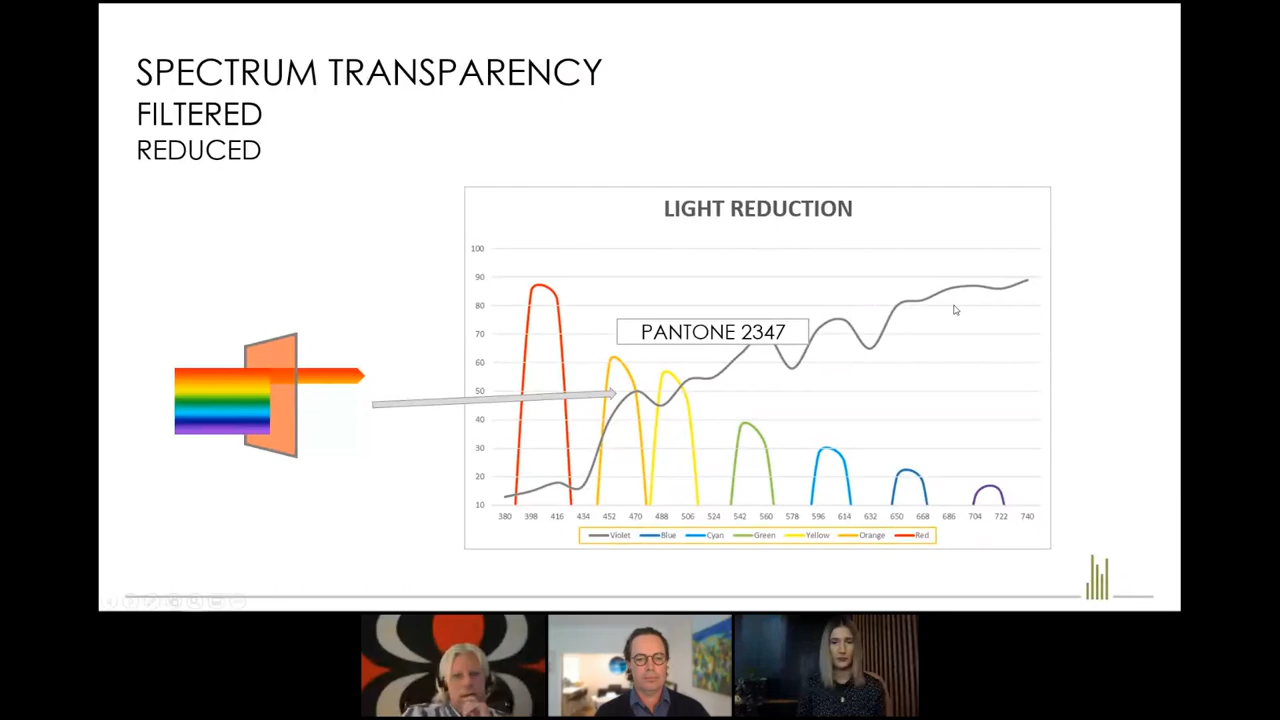 SPECTRUM TRANSPARENCY
FILTERED
REDUCED
LIGHT REDUCTION
100
90
80
70
60
50
40
30
20
10
PANTONE 2347
380 398 416 434 452 470 488 506 524 542 560 578 596 614 632 650 668 686 704 722 740
Violet Blue Cyan Green Yellow Orange Red